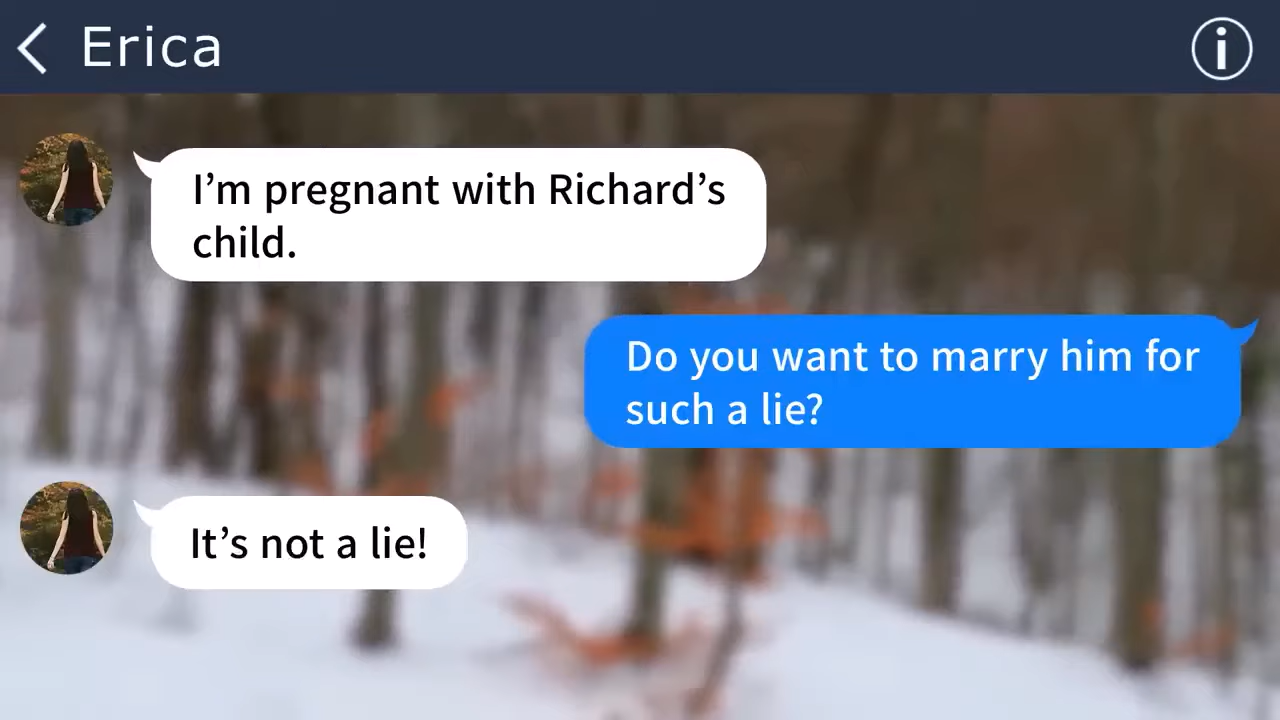 Erica
I’m pregnant with Richard’s
child.
Do you want to marry him for
such a lie?
It’s not a lie!